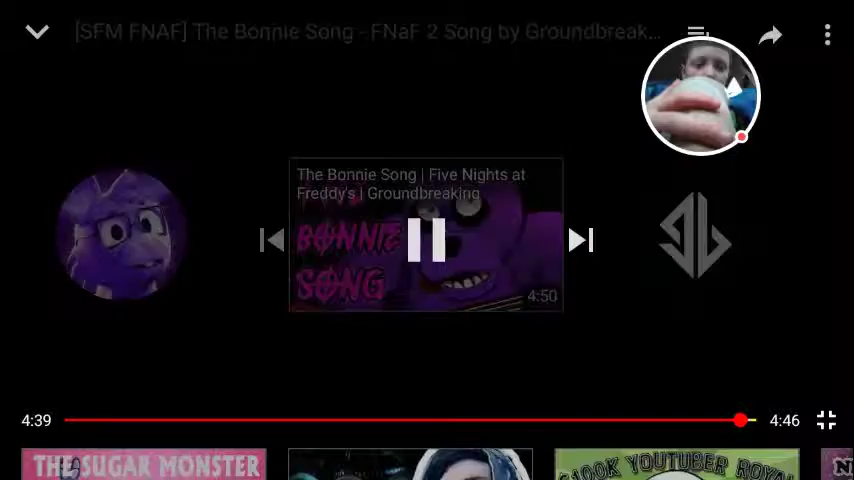 [SFM FNAF] The Bonnie Song - FNaF 2 Song by Groundbreak...
The Bonnie Song | Five Nights at
Freddy's | Groundbreaking
BONNIE
SONG
4:50
4:39
4:46
THE SUGAR MONSTER
$100K YOUTUBER ROYAL
N